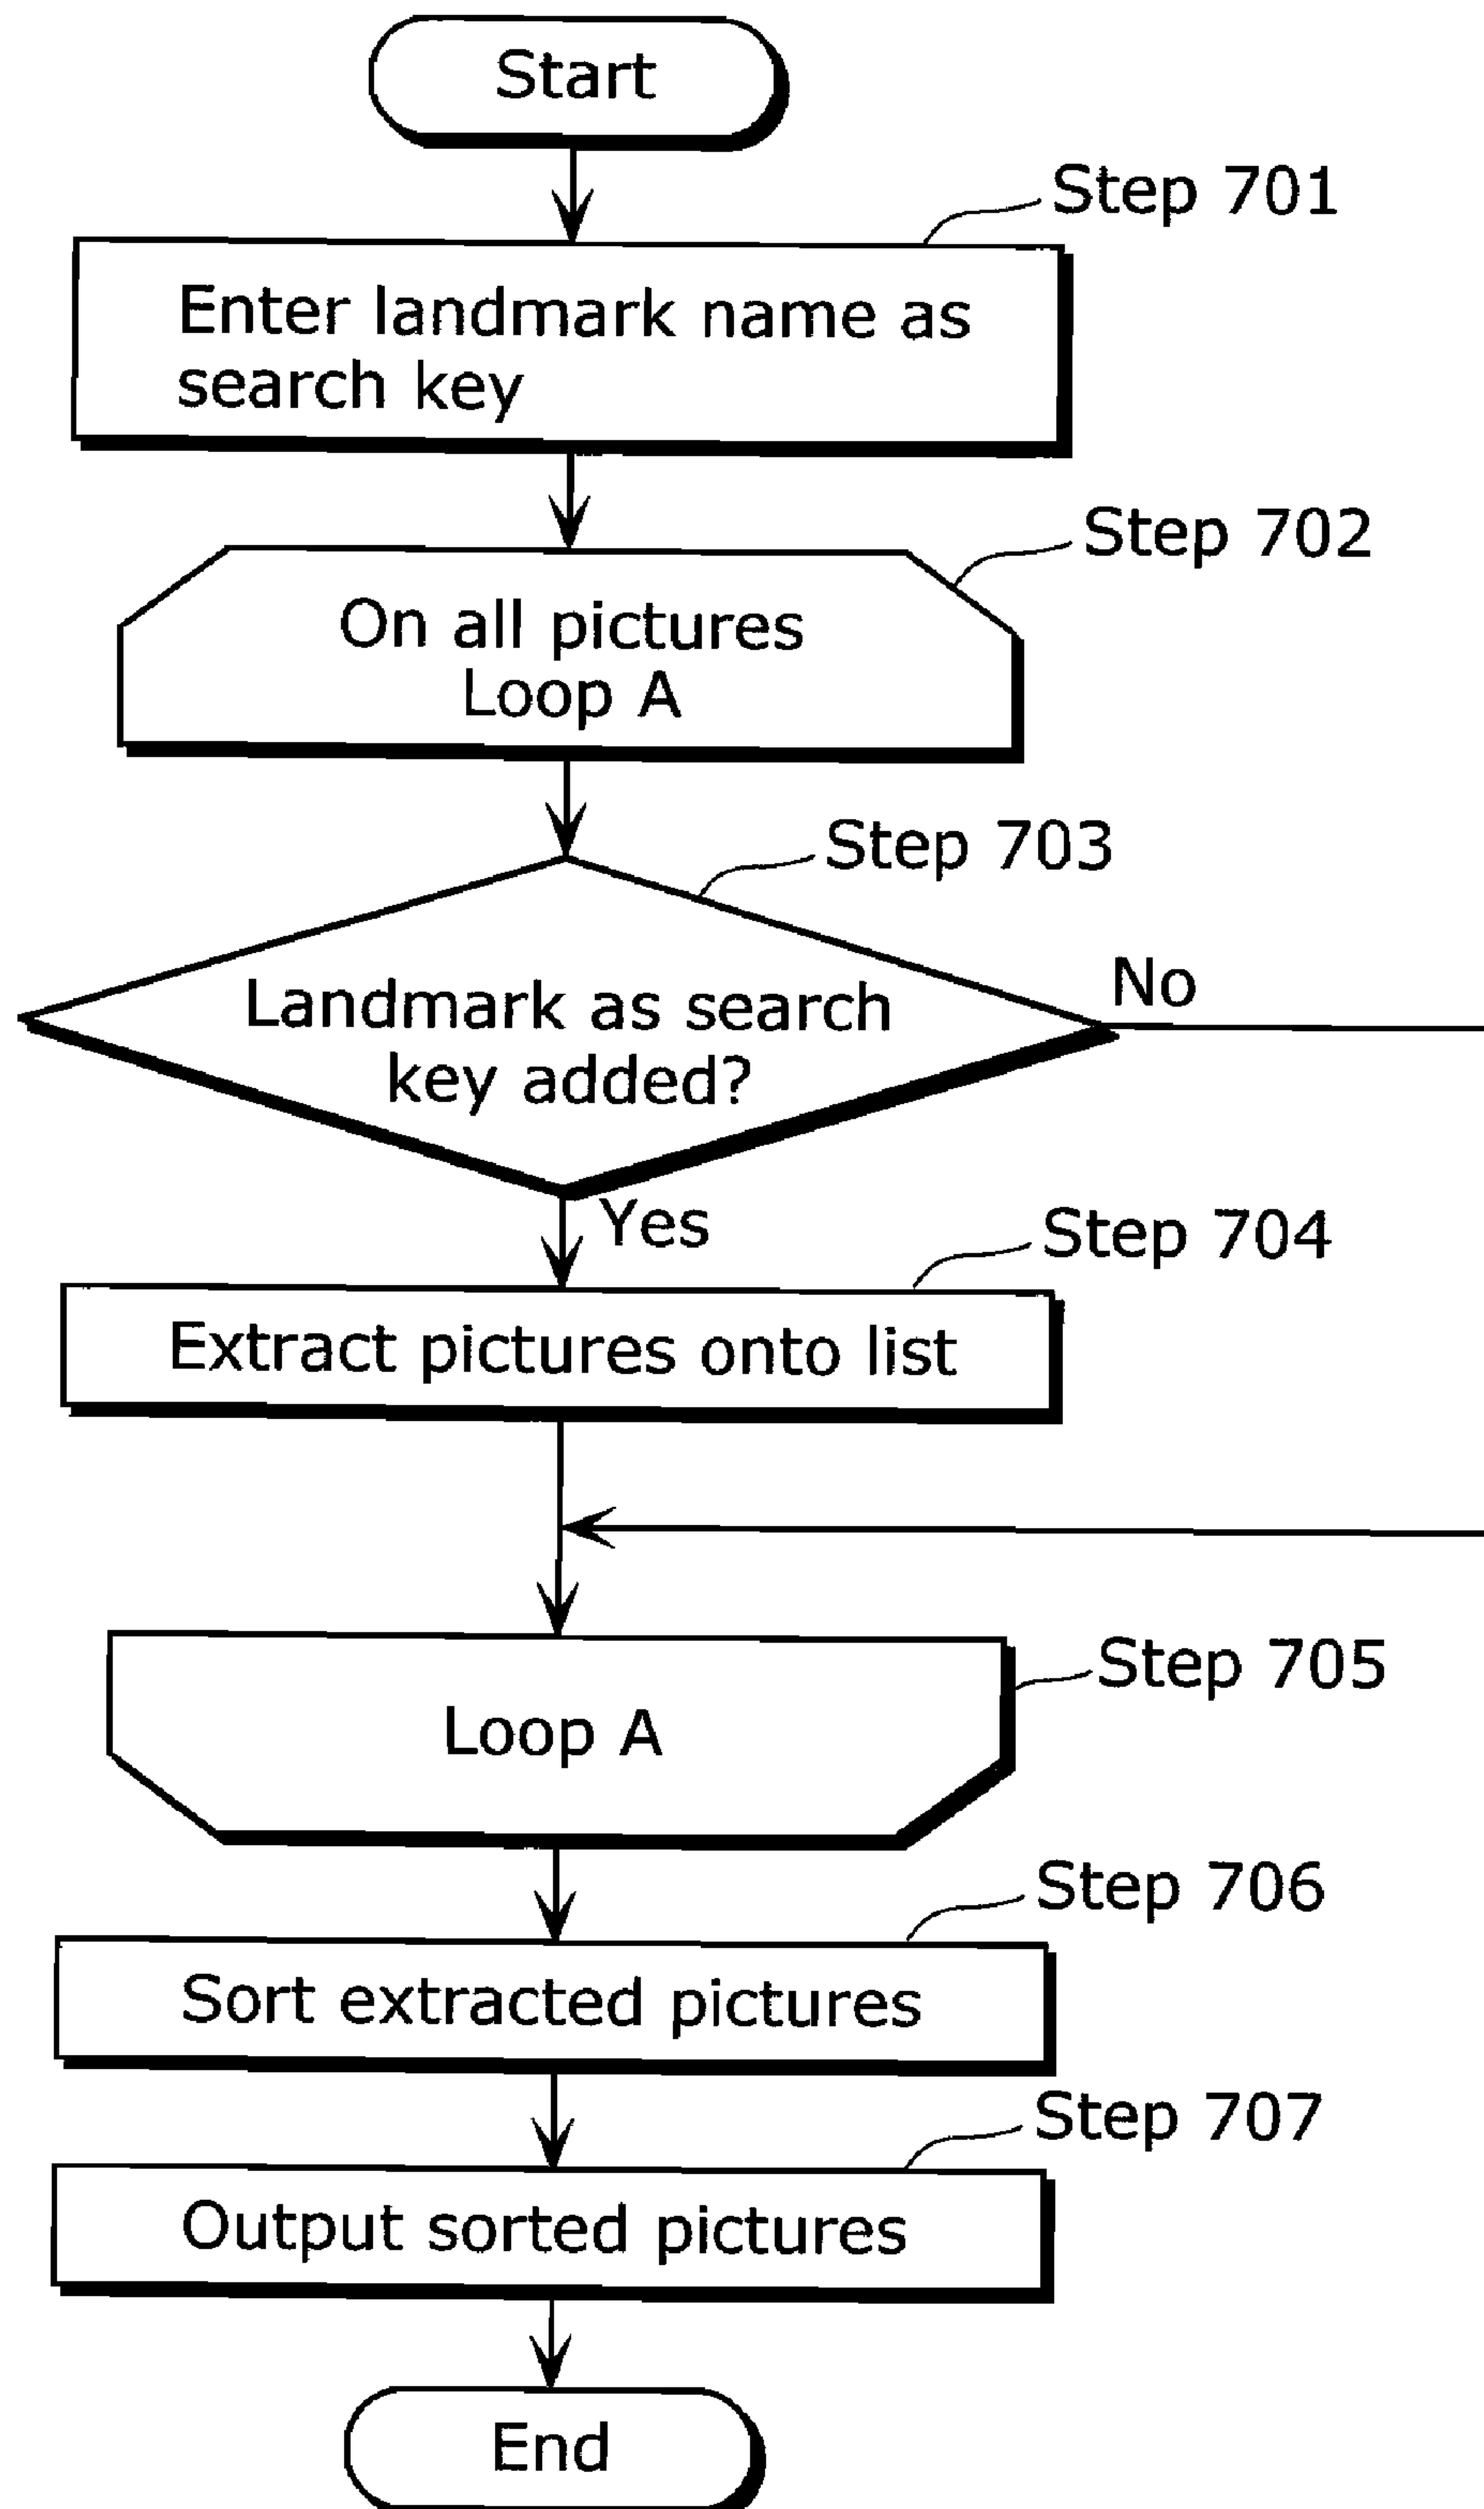 Start
Step 701
Enter landmark name as
search key
Step 702
On all pictures
Loop A
Step 703
No
Landmark as search
key added?
Yes
Step 704
Extract pictures onto list
Step 705
Loop A
Step 706
Sort extracted pictures
Step 707
Output sorted pictures
End